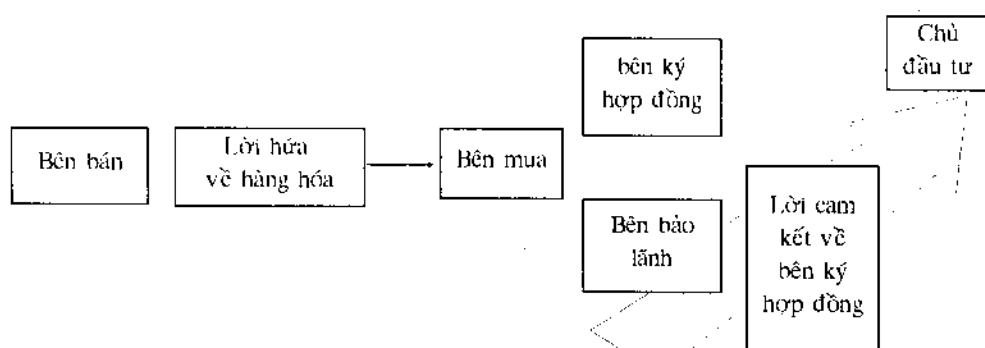 Bên bán
Lời hứa
về hàng hóa
Bên mua
bên ký
hợp đồng
Bên bảo
lãnh
Lời cam
kết về
bên ký
hợp đồng
Chủ
đầu tư